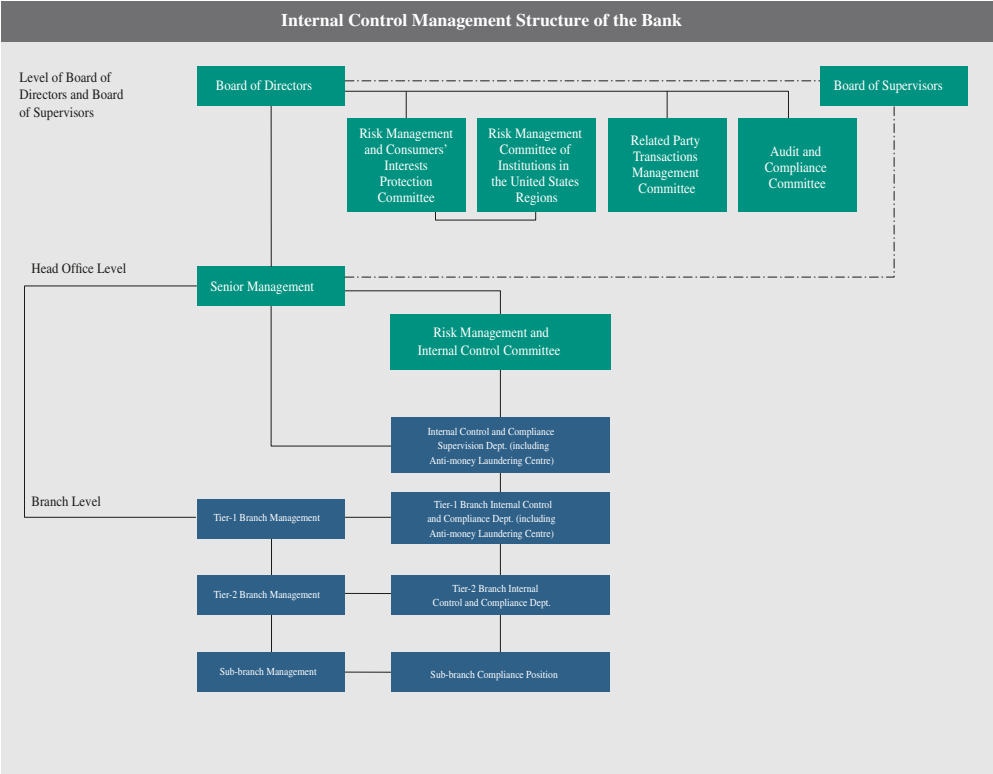 Internal Control Management Structure of the Bank
Level of Board of
Directors and Board
of Supervisors
Board of Directors
Board of Supervisors
Risk Management
and Consumers’
Interests
Protection
Committee
Risk Management
Committee of
Institutions in
the United States
Regions
Related Party
Transactions
Management
Committee
Audit and
Compliance
Committee
Head Office Level
Senior Management
Risk Management and
Internal Control Committee
Internal Control and Compliance
Supervision Dept. (including
Anti-money Laundering Centre)
Branch Level
Tier-1 Branch Management
Tier-1 Branch Internal Control
and Compliance Dept. (including
Anti-money Laundering Centre)
Tier-2 Branch Management
Tier-2 Branch Internal
Control and Compliance Dept.
Sub-branch Management
Sub-branch Compliance Position